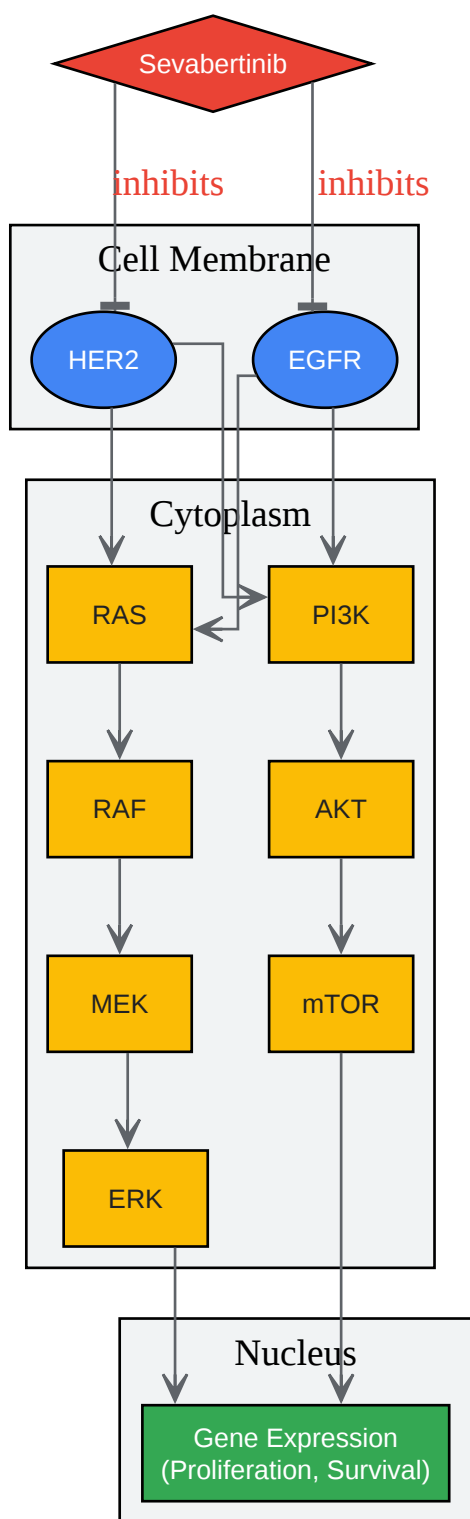 Sevabertinib
inhibits
inhibits
Cell Membrane
HER2
EGFR
Cytoplasm
RAS
PI3K
RAF
AKT
MEK
mTOR
ERK
Nucleus
Gene Expression
(Proliferation, Survival)